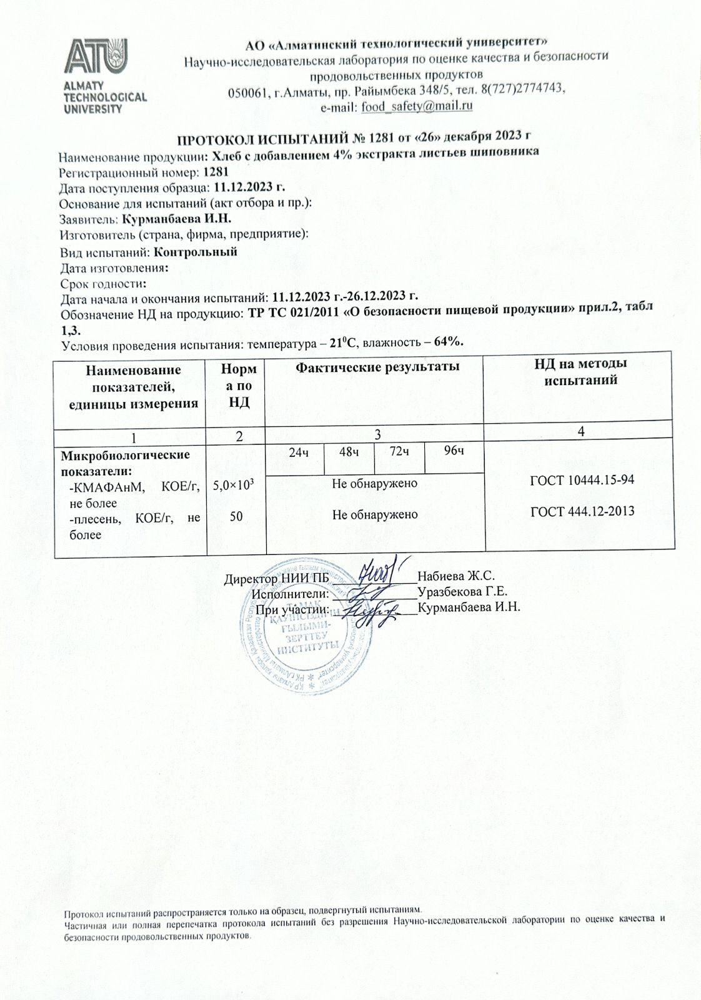 ATU
ALMATY
TECHNOLOGICAL
UNIVERSITY
АО «Алматинский технологический университет»
Научно-исследовательская лаборатория по оценке качества и безопасности
продовольственных продуктов
050061, г.Алматы, пр. Райымбека 348/5, тел. 8(727)2774743,
e-mail: food_safety@mail.ru
ПРОТОКОЛ ИСПЫТАНИЙ № 1281 от «26» декабря 2023 г
Наименование продукции: Хлеб с добавлением 4% экстракта листьев шиповника
Регистрационный номер: 1281
Дата поступления образца: 11.12.2023 г.
Основание для испытаний (акт отбора и пр.):
Заявитель: Курманбаева И.Н.
Изготовитель (страна, фирма, предприятие):
Вид испытаний: Контрольный
Дата изготовления:
Срок годности:
Дата начала и окончания испытаний: 11.12.2023 г.-26.12.2023 г.
Обозначение НД на продукцию: ТР ТС 021/2011 «О безопасности пищевой продукции» прил.2, табл
1,3.
Условия проведения испытания: температура – 21⁰С, влажность – 64%.
Наименование
показателей,
единицы измерения
Норм
а по
НД
Фактические результаты
НД на методы
испытаний
1 2 3 4
Микробиологические
показатели:
24ч 48ч 72ч 96ч
-КМАФАнМ, КОЕ/г,
не более
5,0×10³
Не обнаружено
ГОСТ 10444.15-94
-плесень, КОЕ/г, не
более
50
Не обнаружено
ГОСТ 444.12-2013
Директор НИИ ПБ Набиева Ж.С.
Исполнители: Уразбекова Г.Е.
При участии: Курманбаева И.Н.
ТАМАҚ
ҚАУІПСІЗДІГІН
ҒЫЛЫМИ-
ЗЕРТТЕУ
ИНСТИТУТЫ
Протокол испытаний распространяется только на образец, подвергнутый испытаниям.
Частичная или полная перепечатка протокола испытаний без разрешения Научно-исследовательской лаборатории по оценке качества и
безопасности продовольственных продуктов.